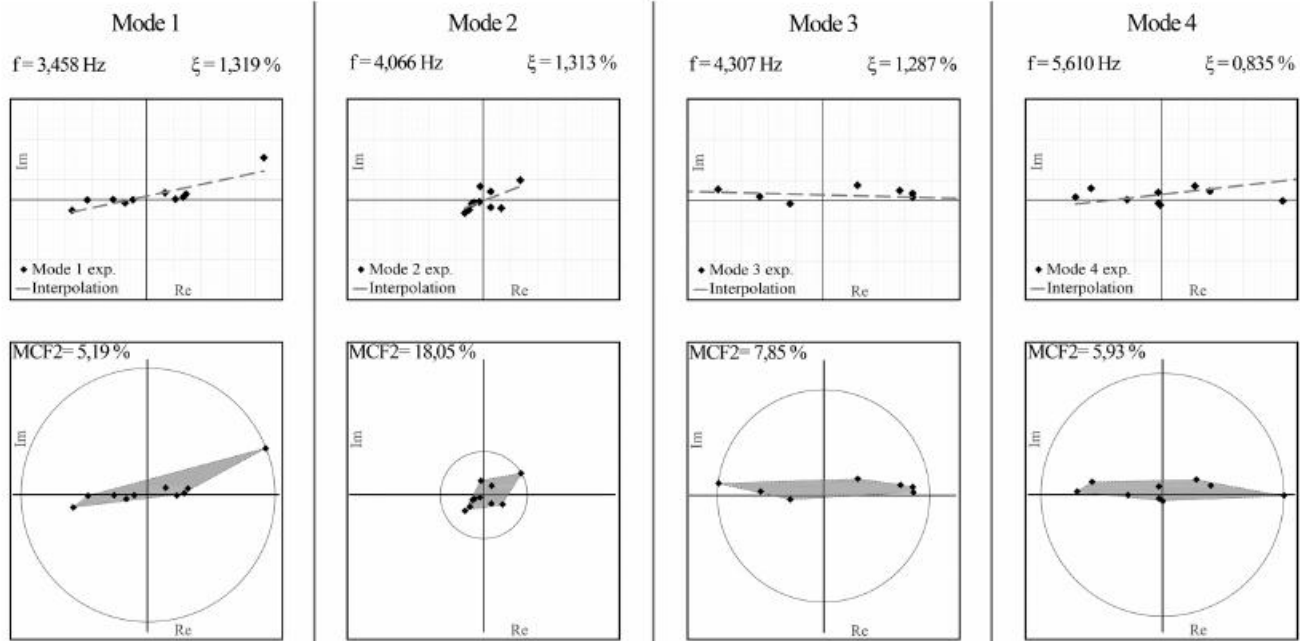 Mode 1
f = 3,458 Hz ξ = 1,319 %
Im
◆ Mode 1 exp.
— Interpolation
Re
MCF2= 5,19 %
Im
Re
Mode 2
f = 4,066 Hz ξ = 1,313 %
Im
◆ Mode 2 exp.
— Interpolation
Re
MCF2= 18,05 %
Im
Re
Mode 3
f = 4,307 Hz ξ = 1,287 %
Im
◆ Mode 3 exp.
— Interpolation
Re
MCF2= 7,85 %
Im
Re
Mode 4
f = 5,610 Hz ξ = 0,835 %
Im
◆ Mode 4 exp.
— Interpolation
Re
MCF2= 5,93 %
Im
Re